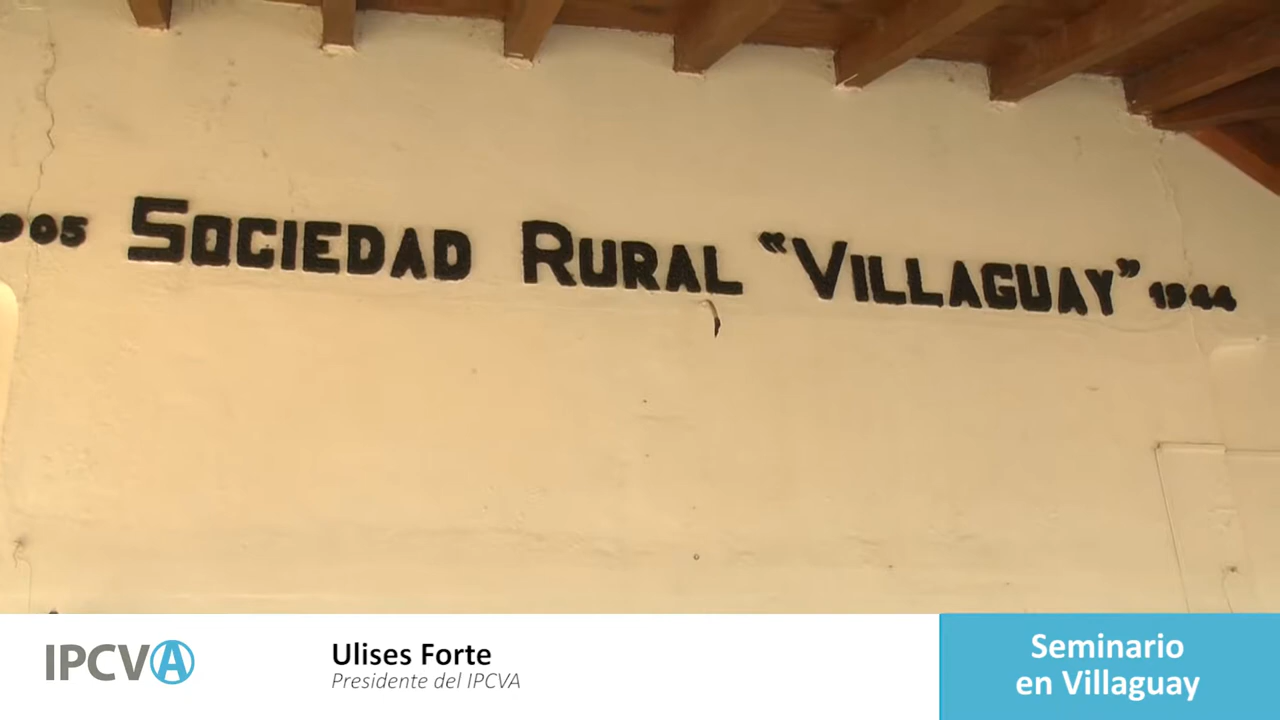 905 SOCIEDAD RURAL "VILLAGUAY" 1944
IPCVA
Ulises Forte
Presidente del IPCVA
Seminario
en Villaguay